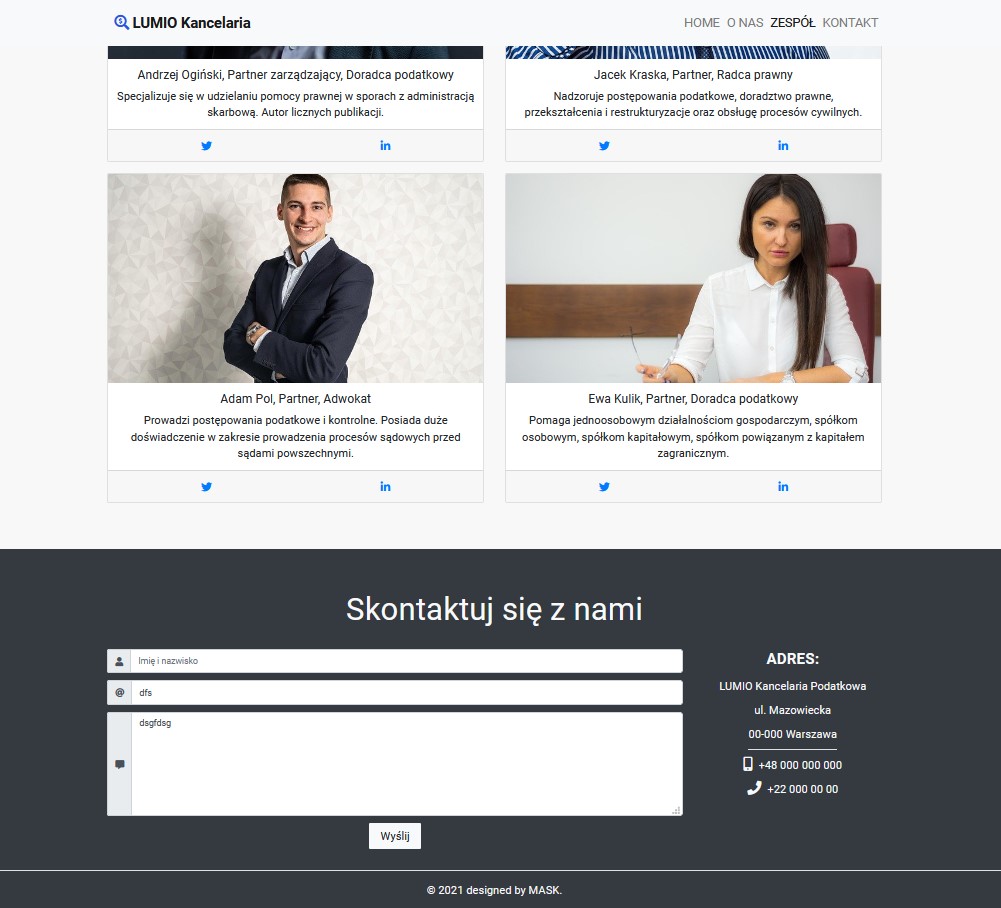 LUMIO Kancelaria
HOME O NAS ZESPÓŁ KONTAKT
Andrzej Ogiński, Partner zarządzający, Doradca podatkowy
Specjalizuje się w udzielaniu pomocy prawnej w sporach z administracją
skarbową. Autor licznych publikacji.
Jacek Kraska, Partner, Radca prawny
Nadzoruje postępowania podatkowe, doradztwo prawne,
przekształcenia i restrukturyzacje oraz obsługę procesów cywilnych.
Adam Pol, Partner, Adwokat
Prowadzi postępowania podatkowe i kontrolne. Posiada duże
doświadczenie w zakresie prowadzenia procesów sądowych przed
sądami powszechnymi.
Ewa Kulik, Partner, Doradca podatkowy
Pomaga jednoosobowym działalnościom gospodarczym, spółkom
osobowym, spółkom kapitałowym, spółkom powiązanym z kapitałem
zagranicznym.
Skontaktuj się z nami
Imię i nazwisko
@ dfs
dsgfdsg
Wyślij
ADRES:
LUMIO Kancelaria Podatkowa
ul. Mazowiecka
00-000 Warszawa
+48 000 000 000
+22 000 00 00
© 2021 designed by MASK.